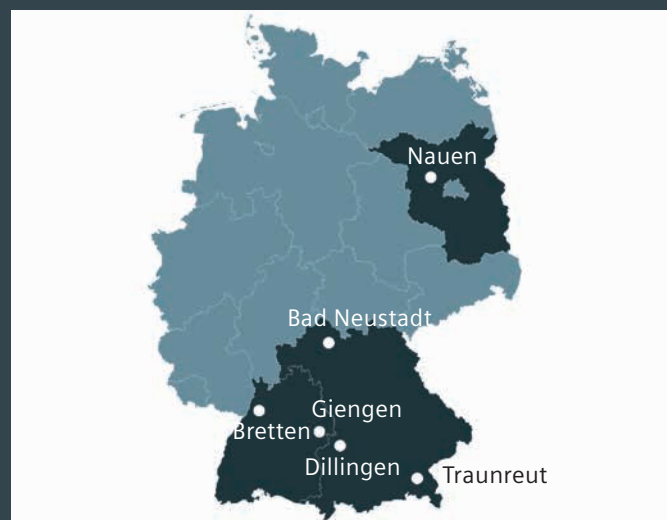 Nauen
Bad Neustadt
Giengen
Bretten
Dillingen
Traunreut